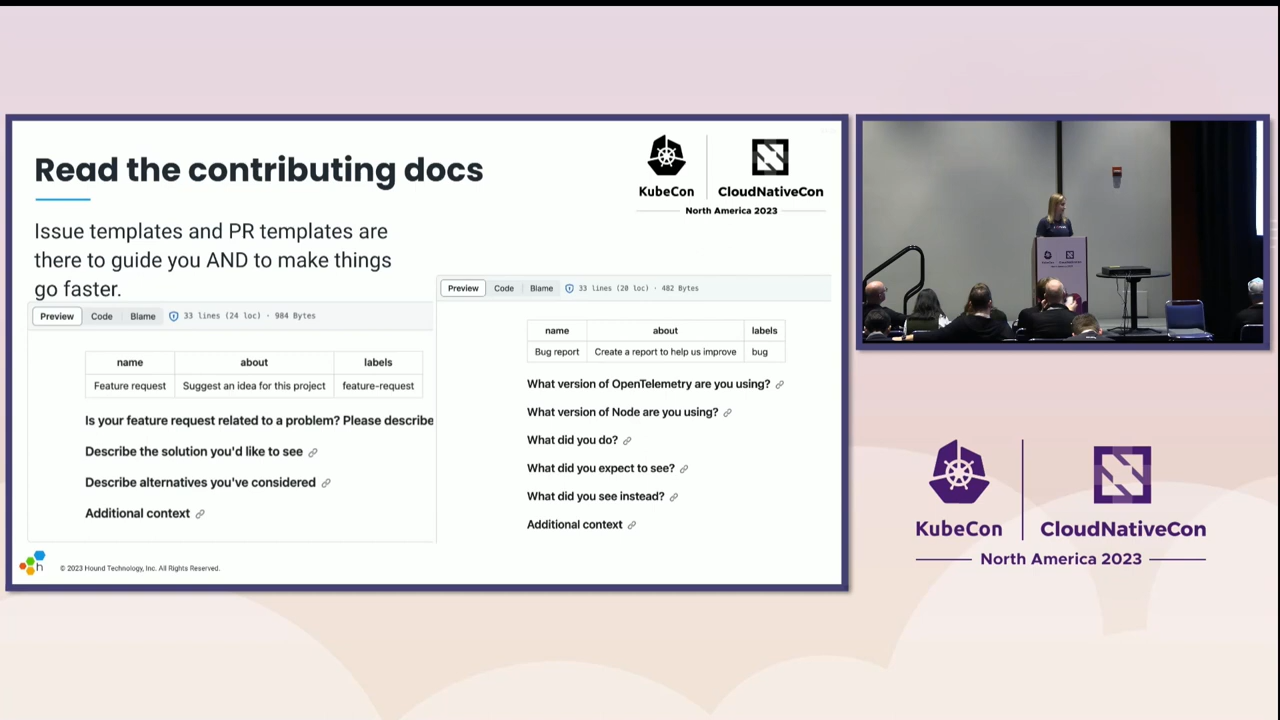 Read the contributing docs
KubeCon
CloudNativeCon
North America 2023
Issue templates and PR templates are
there to guide you AND to make things
go faster.
Preview Code Blame 33 lines (24 loc) · 984 Bytes
name about labels
Feature request Suggest an idea for this project feature-request
Is your feature request related to a problem? Please describe
Describe the solution you'd like to see
Describe alternatives you've considered
Additional context
Preview Code Blame 33 lines (20 loc) · 482 Bytes
name about labels
Bug report Create a report to help us improve bug
What version of OpenTelemetry are you using?
What version of Node are you using?
What did you do?
What did you expect to see?
What did you see instead?
Additional context
h
© 2023 Hound Technology, Inc. All Rights Reserved.
KubeCon
CloudNativeCon
North America 2023